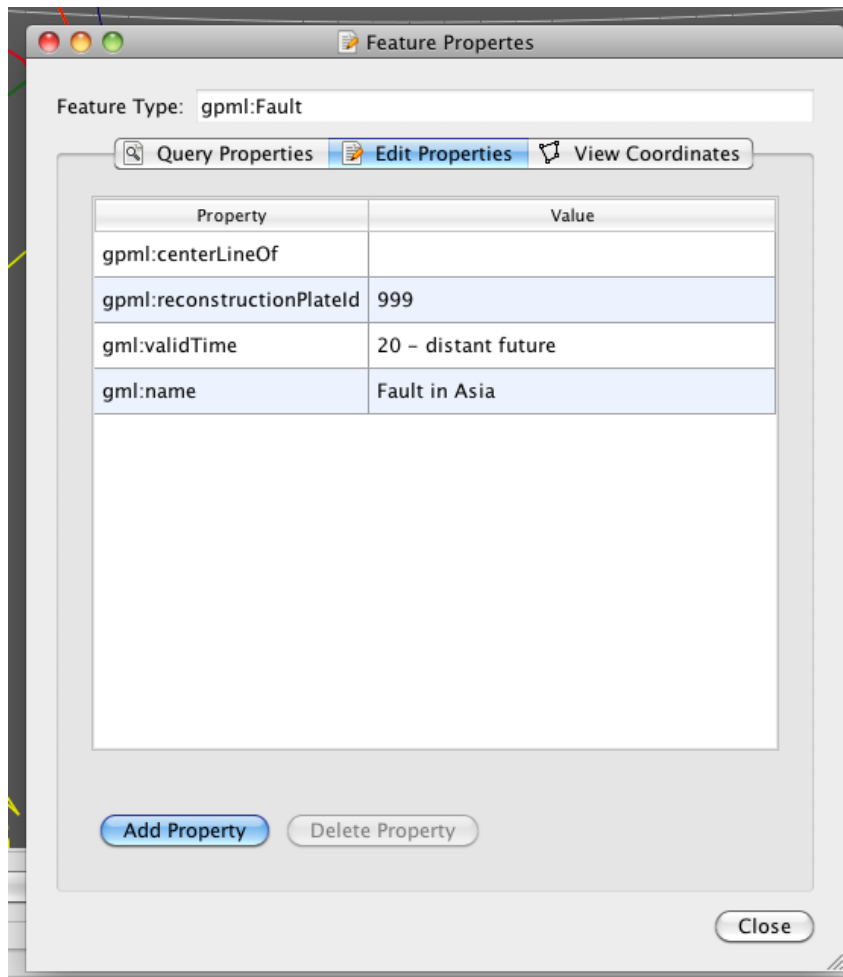 Feature Propertes
Feature Type: gpml:Fault
Query Properties Edit Properties View Coordinates
Property Value
gpml:centerLineOf
gpml:reconstructionPlateId 999
gml:validTime 20 - distant future
gml:name Fault in Asia
Add Property Delete Property
Close